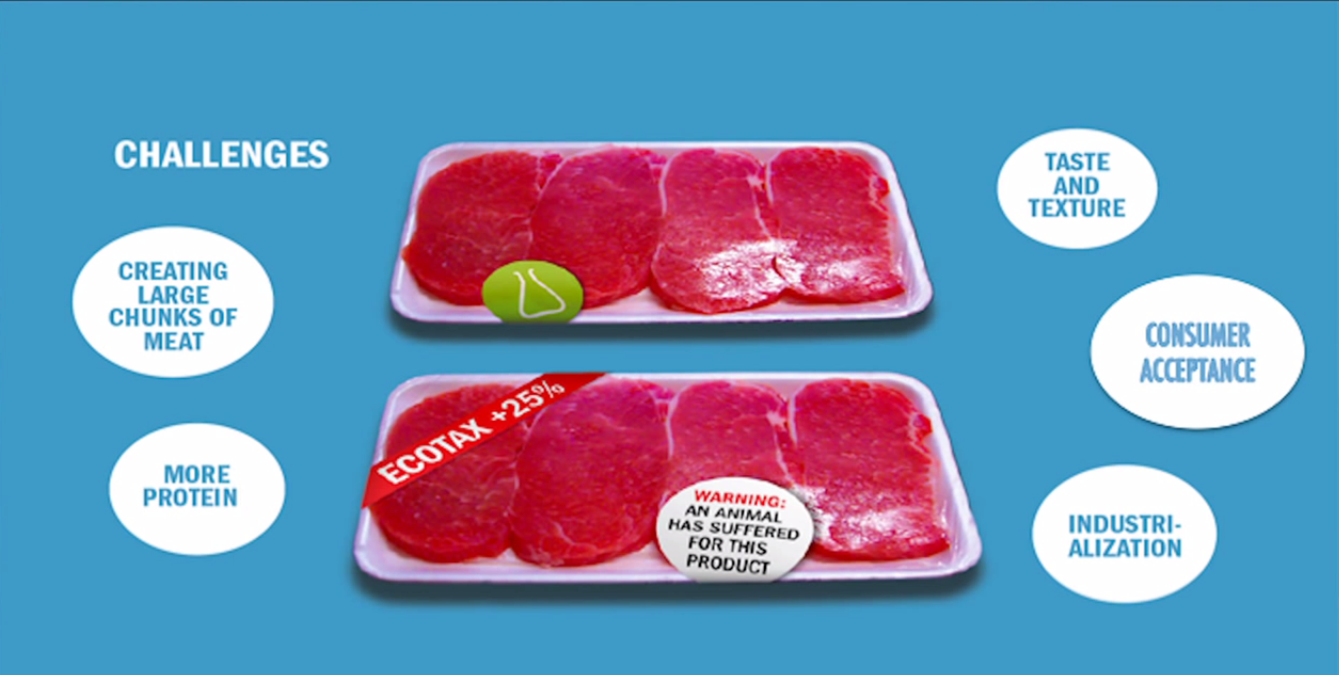 CHALLENGES
CREATING
LARGE
CHUNKS OF
MEAT
MORE
PROTEIN
ECOTAX +25%
WARNING:
AN ANIMAL
HAS SUFFERED
FOR THIS
PRODUCT
TASTE
AND
TEXTURE
CONSUMER
ACCEPTANCE
INDUSTRI-
ALIZATION